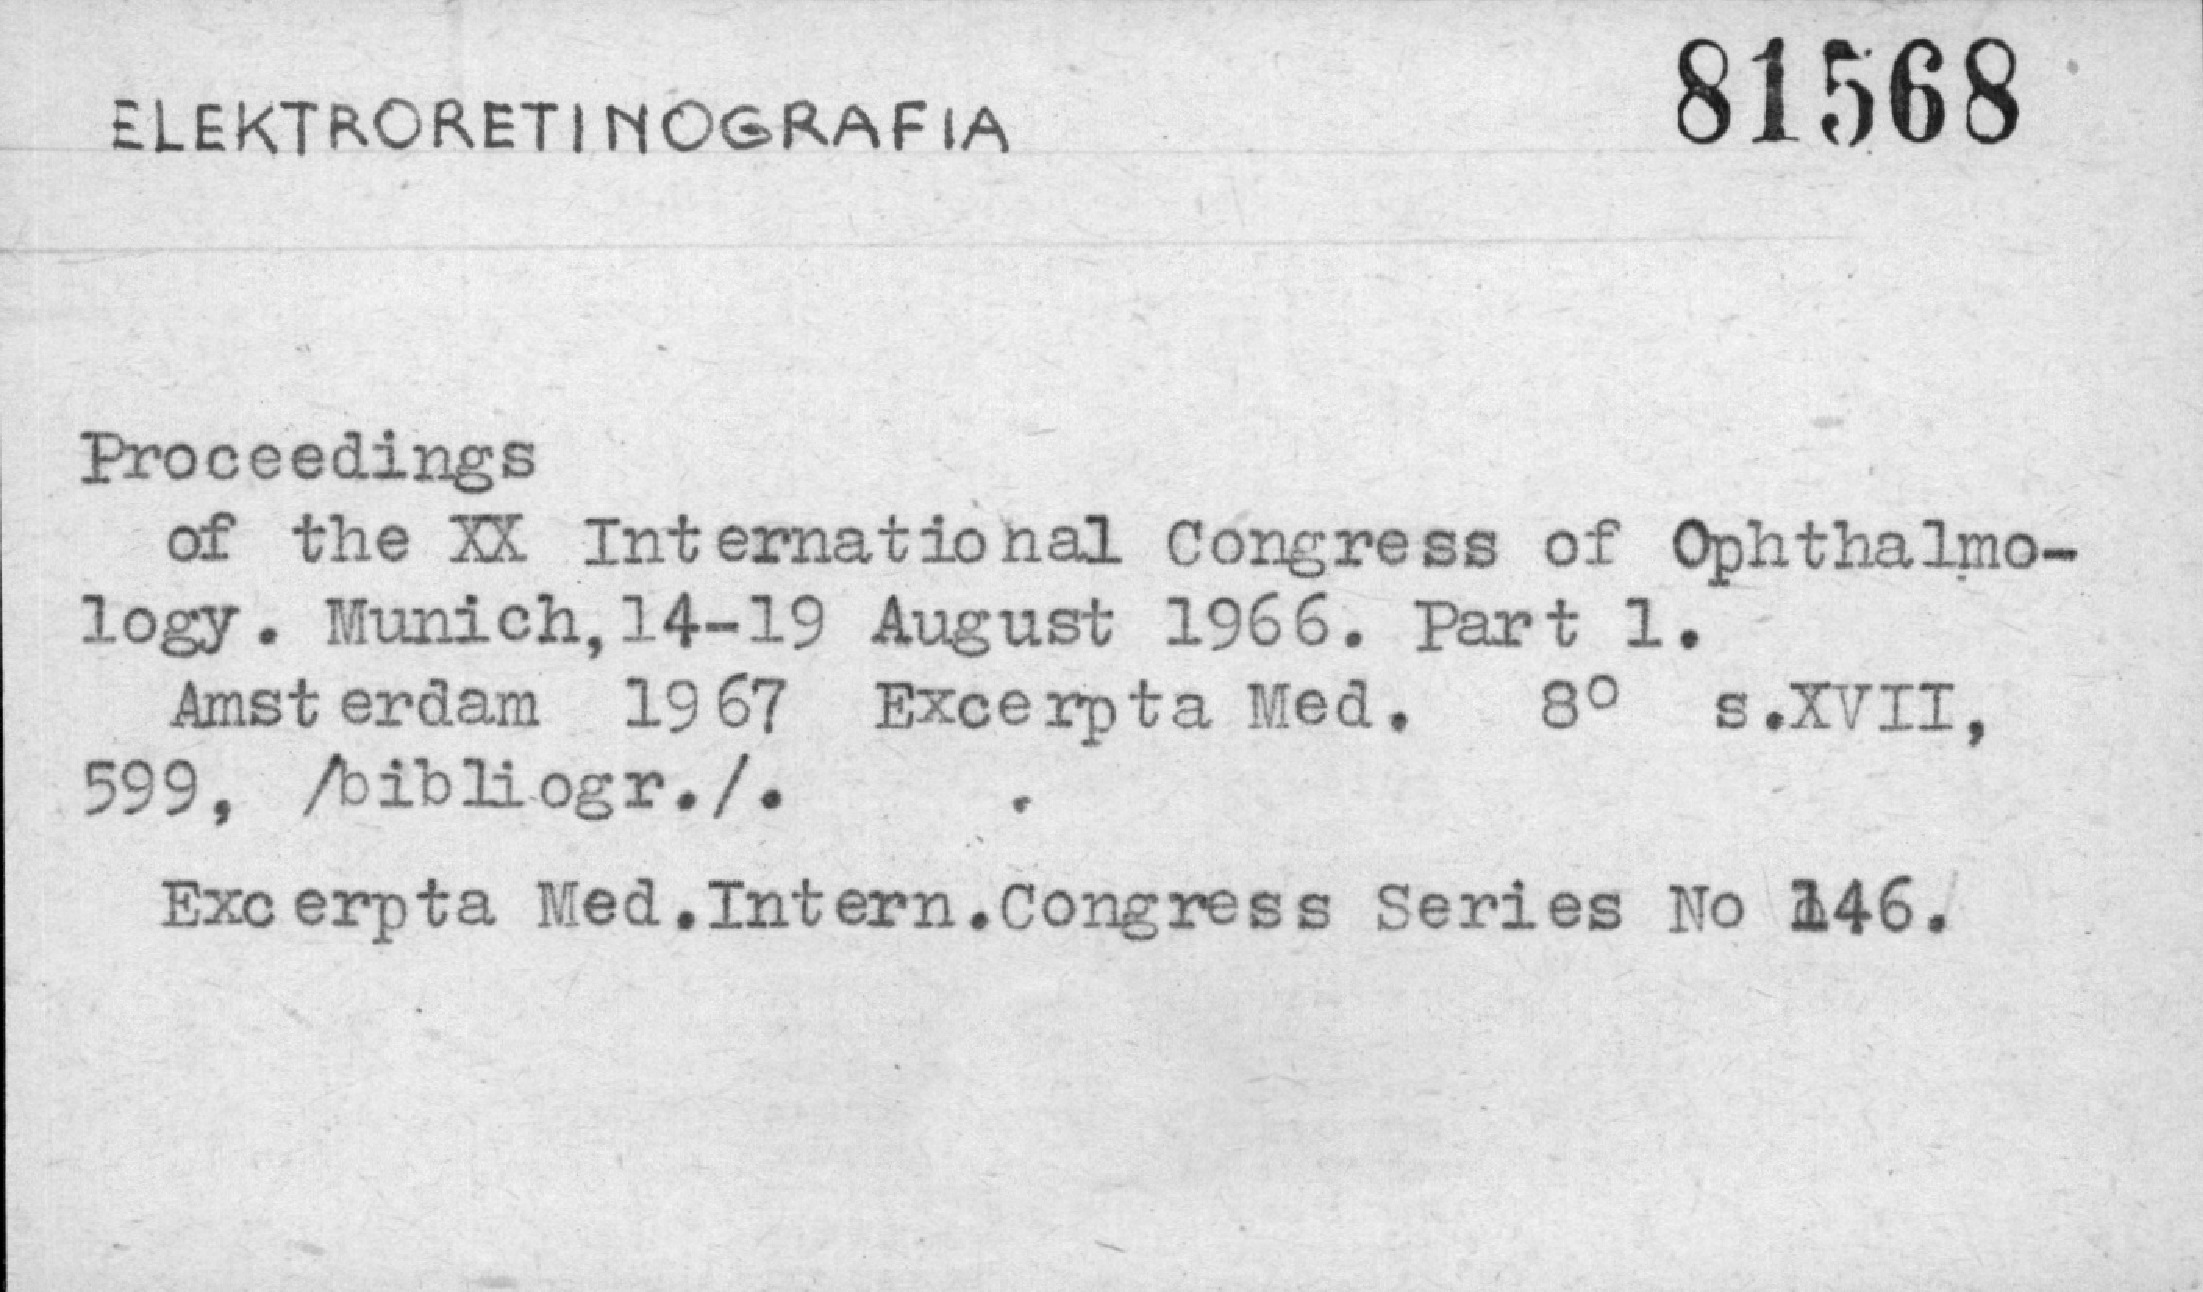 ELEKTRORETINOGRAFIA 81568
Proceedings
of the XX International Congress of Ophthalmo-
logy. Munich,14-19 August 1966. Part 1.
Amsterdam 1967 Excerpta Med. 8° s.XVII,
599, /bibliogr./.
Excerpta Med.Intern.Congress Series No 146.